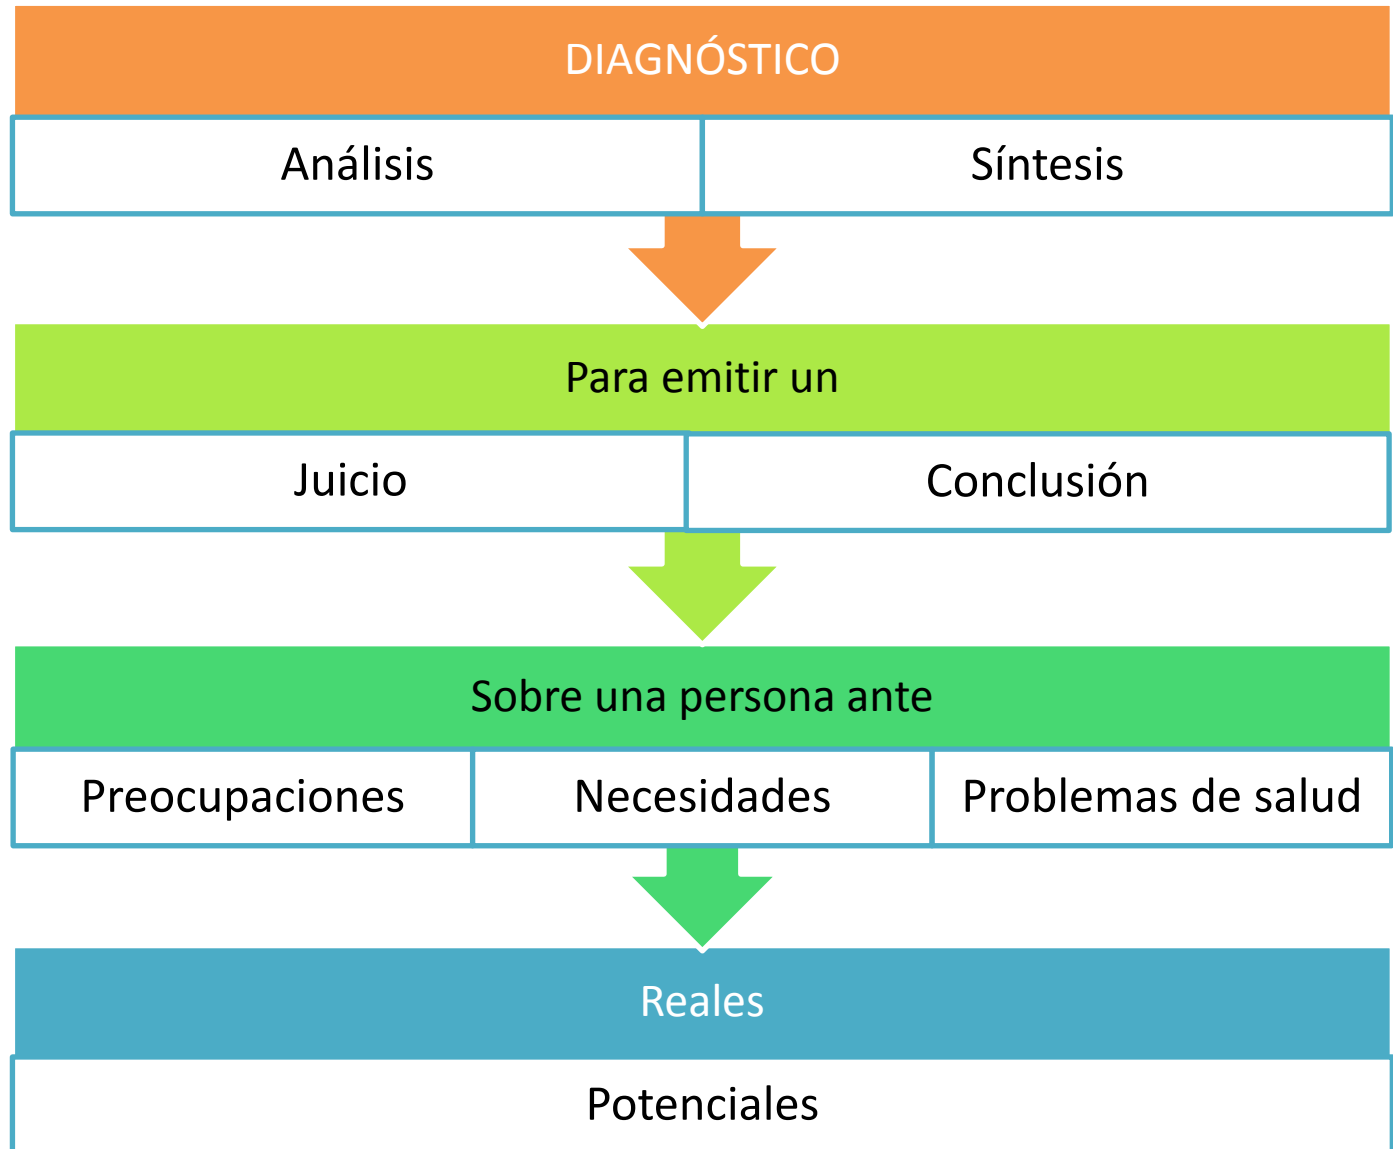 DIAGNÓSTICO
Análisis
Síntesis
Para emitir un
Juicio
Conclusión
Sobre una persona ante
Preocupaciones
Necesidades
Problemas de salud
Reales
Potenciales